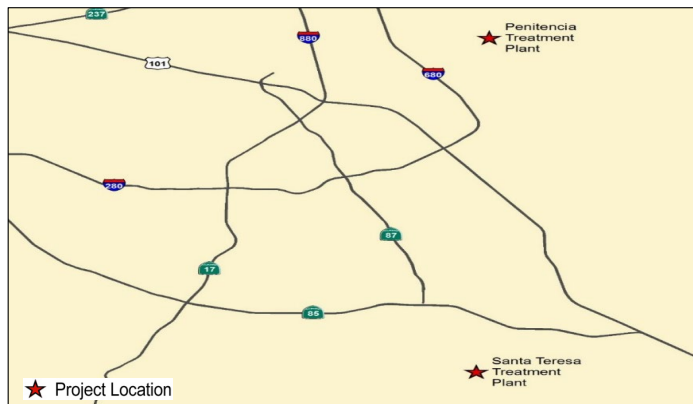 237
880
Penitencia
Treatment
Plant
101
680
280
87
17
85
Santa Teresa
Treatment
Plant
Project Location